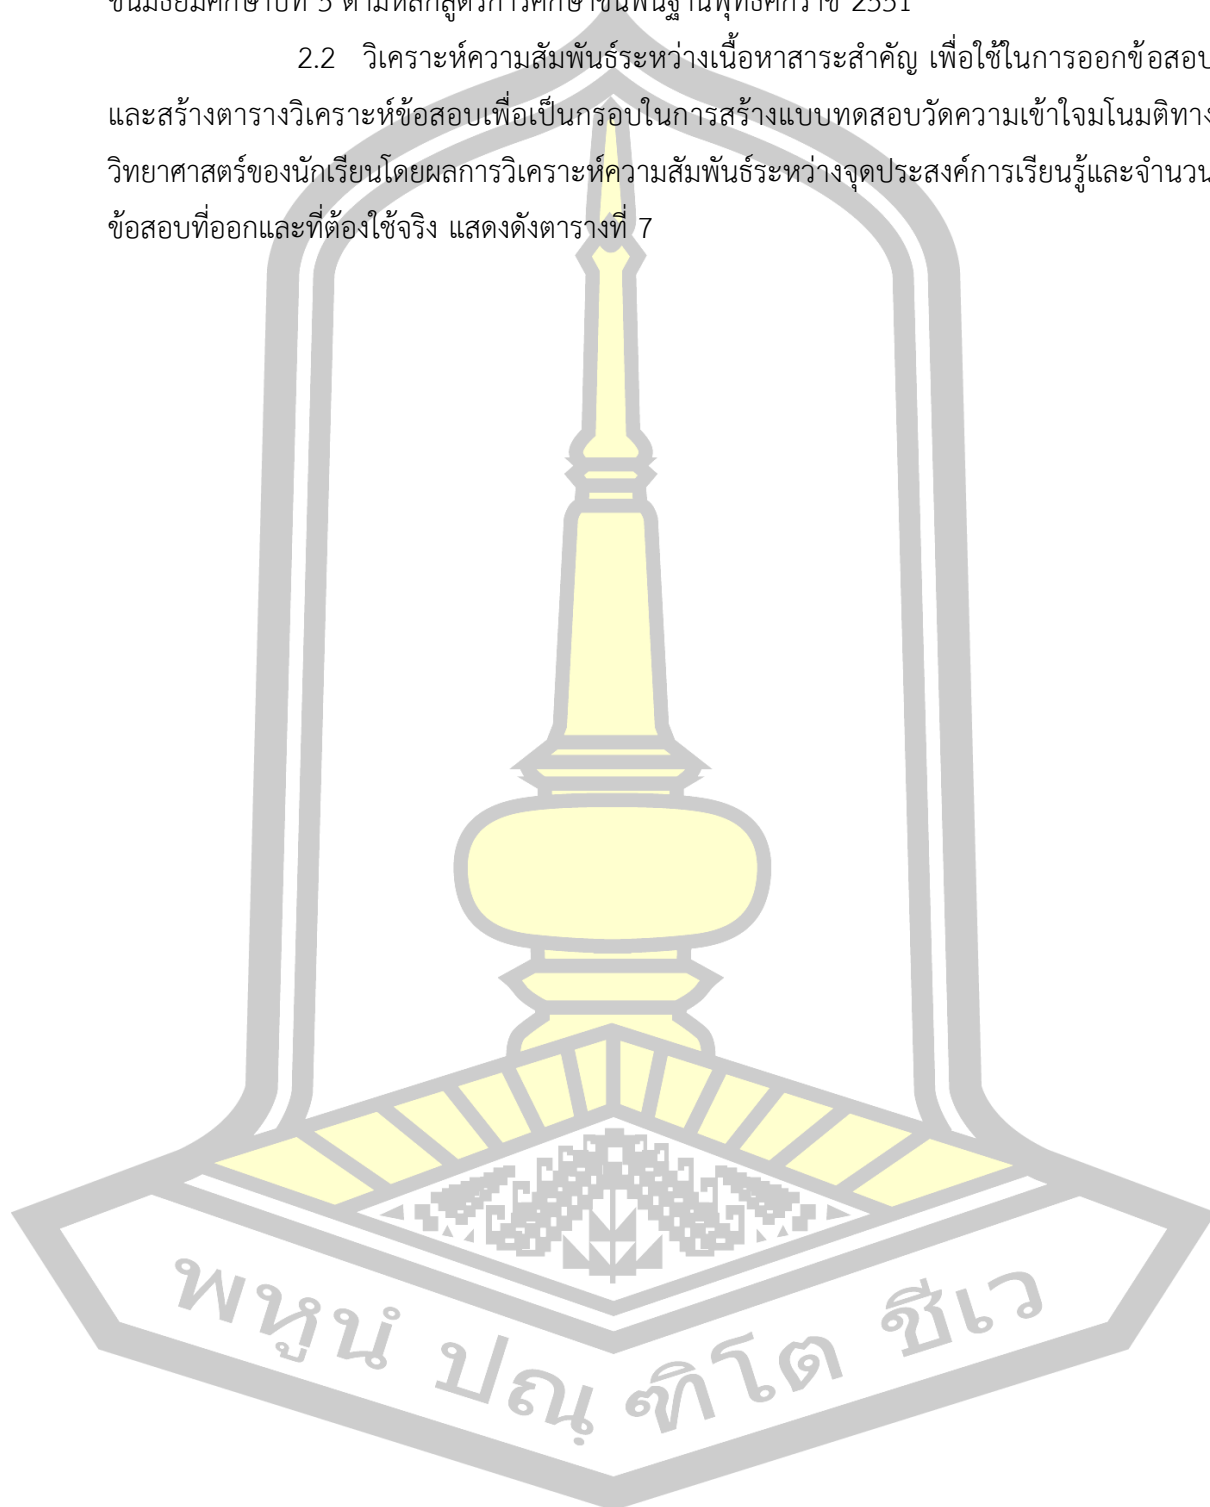 ชั้นมัธยมศึกษาปีที่ 5 ตามหลักสูตรการศึกษาขั้นพื้นฐานพุทธศักราช 2551
2.2 วิเคราะห์ความสัมพันธ์ระหว่างเนื้อหาสาระสำคัญ เพื่อใช้ในการออกข้อสอบ
และสร้างตารางวิเคราะห์ข้อสอบเพื่อเป็นกรอบในการสร้างแบบทดสอบวัดความเข้าใจมโนมติทาง
วิทยาศาสตร์ของนักเรียนโดยผลการวิเคราะห์ความสัมพันธ์ระหว่างจุดประสงค์การเรียนรู้และจำนวน
ข้อสอบที่ออกและที่ต้องใช้จริง แสดงดังตารางที่ 7
พหูนํ ปณฺฑิโต ชีเว